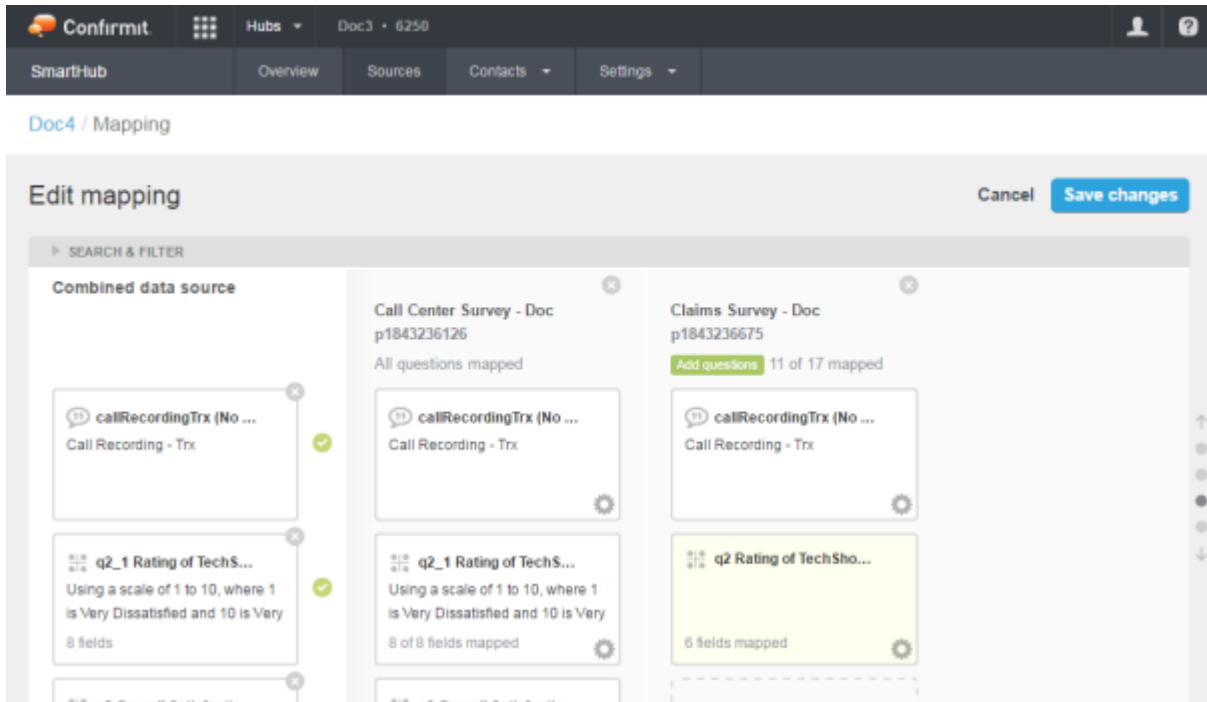 Confirmit
Hubs
Doc3 • 6250
SmartHub
Overview
Sources
Contacts
Settings
Doc4 / Mapping
Edit mapping
Cancel
Save changes
SEARCH & FILTER
Combined data source
Call Center Survey - Doc
p1843236126
All questions mapped
Claims Survey - Doc
p1843236675
Add questions 11 of 17 mapped
callRecordingTrx (No ...
Call Recording - Trx
callRecordingTrx (No ...
Call Recording - Trx
callRecordingTrx (No ...
Call Recording - Trx
q2_1 Rating of TechS...
Using a scale of 1 to 10, where 1
is Very Dissatisfied and 10 is Very
8 fields
q2_1 Rating of TechS...
Using a scale of 1 to 10, where 1
is Very Dissatisfied and 10 is Very
8 of 8 fields mapped
q2 Rating of TechSho...
6 fields mapped